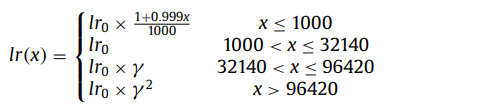 lr₀ × (1+0.999x)/1000    x ≤ 1000
lr₀    1000 < x ≤ 32140
lr(x) = {
lr₀ × γ    32140 < x ≤ 96420
lr₀ × γ²    x > 96420